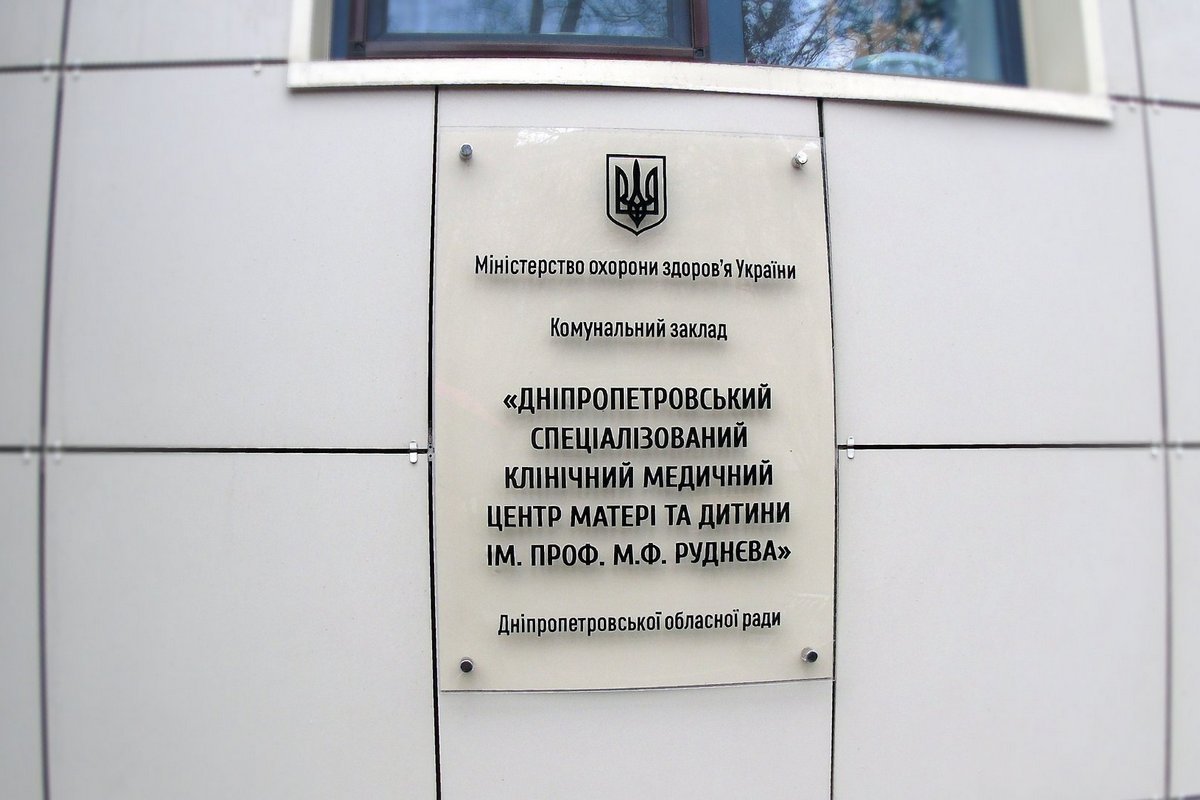 Міністерство охорони здоров'я України
Комунальний заклад
«ДНІПРОПЕТРОВСЬКИЙ
СПЕЦІАЛІЗОВАНИЙ
КЛІНІЧНИЙ МЕДИЧНИЙ
ЦЕНТР МАТЕРІ ТА ДИТИНИ
ІМ. ПРОФ. М.Ф. РУДНЄВА»
Дніпропетровської обласної ради